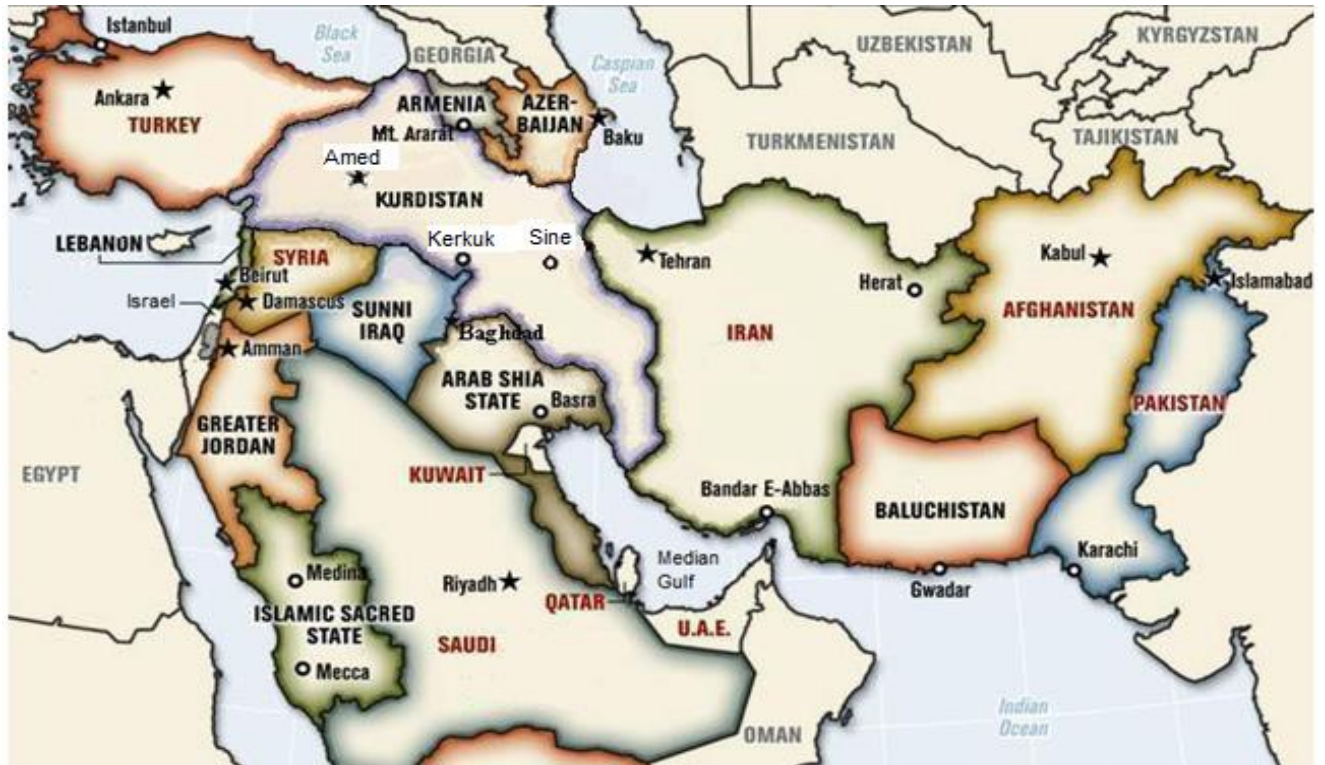 Istanbul
Black
Sea
GEORGIA
Caspian
Sea
UZBEKISTAN
KYRGYZSTAN
Ankara
TURKEY
ARMENIA
AZER-
BAIJAN
Mt. Ararat
Baku
TURKMENISTAN
TAJIKISTAN
Amed
KURDISTAN
LEBANON
SYRIA
Kerkuk
Sine
Tehran
Kabul
Beirut
Herat
Islamabad
Israel
Damascus
SUNNI
IRAQ
AFGHANISTAN
Baghdad
IRAN
Amman
ARAB SHIA
STATE
Basra
PAKISTAN
GREATER
JORDAN
EGYPT
KUWAIT
Bandar E-Abbas
BALUCHISTAN
Karachi
Median
Gulf
Medina
Riyadh
Gwadar
QATAR
ISLAMIC SACRED
STATE
U.A.E.
SAUDI
Mecca
Indian
Ocean
OMAN